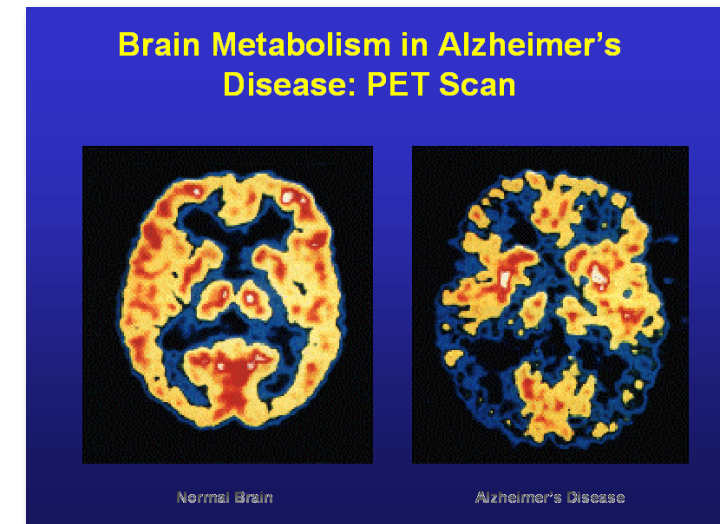 Brain Metabolism in Alzheimer's
Disease: PET Scan
Normal Brain
Alzheimer's Disease